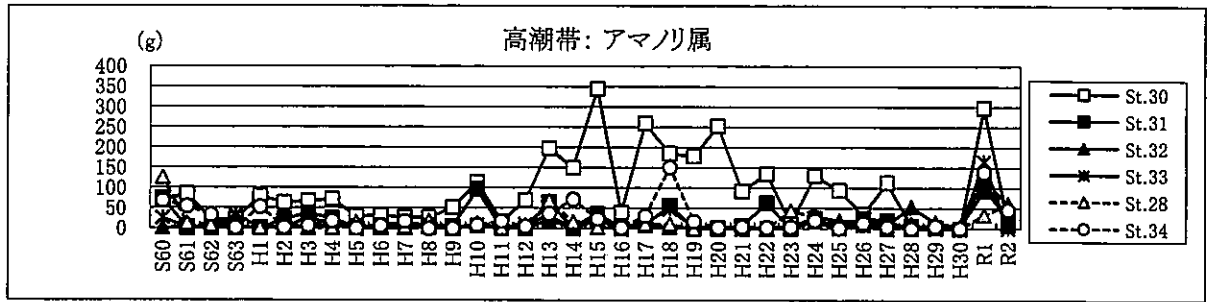 高潮帯: アマノリ属
(g)
400
350
300
250
200
150
100
50
0
S60 S61 S62 S63 H1 H2 H3 H4 H5 H6 H7 H8 H9 H10 H11 H12 H13 H14 H15 H16 H17 H18 H19 H20 H21 H22 H23 H24 H25 H26 H27 H28 H29 H30 R1 R2
St.30
St.31
St.32
St.33
St.28
St.34